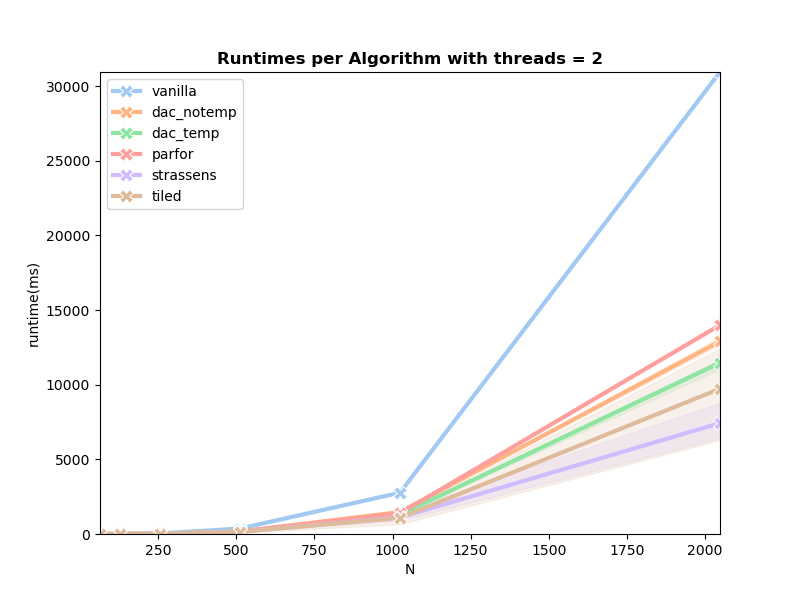 Runtimes per Algorithm with threads = 2
vanilla
dac_notemp
dac_temp
parfor
strassens
tiled
runtime(ms)
30000
25000
20000
15000
10000
5000
0
250 500 750 1000 1250 1500 1750 2000
N